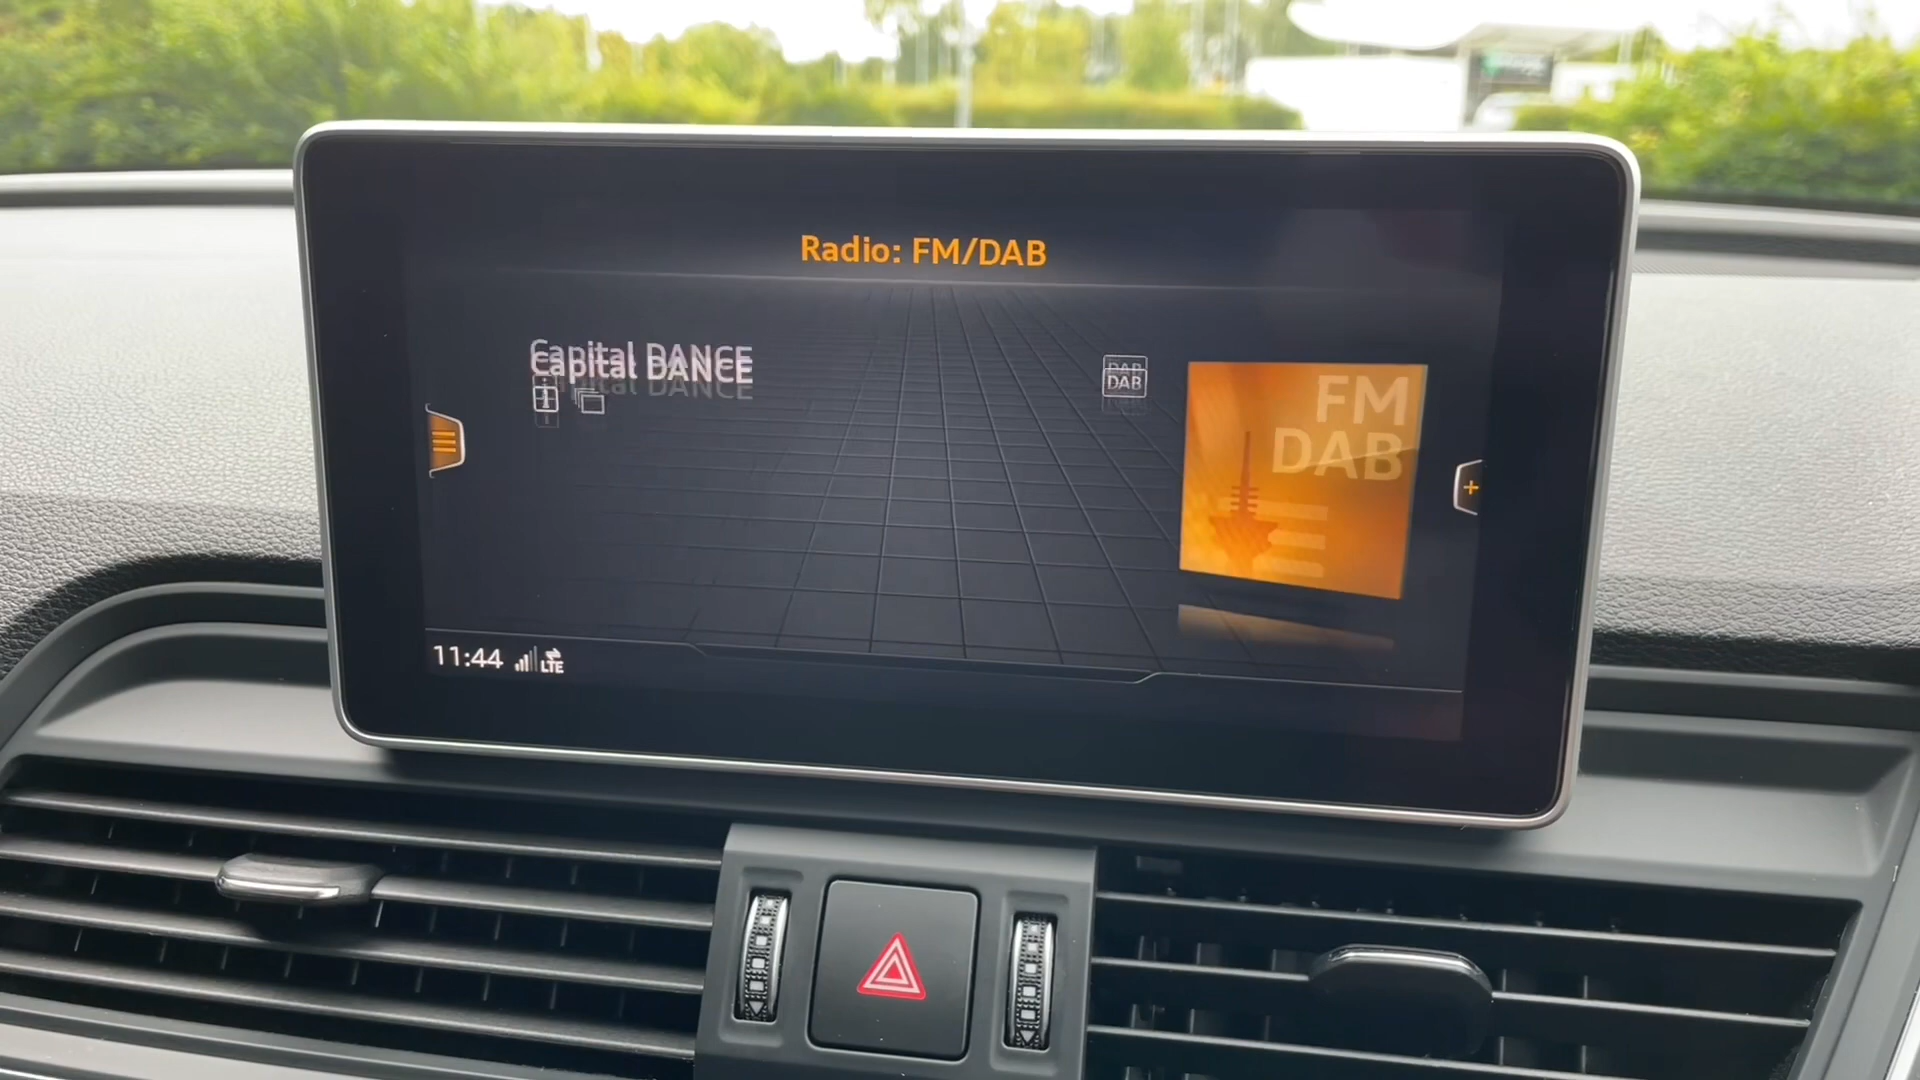 Radio: FM/DAB
Capital DANCE
DAB
FM
DAB
11:44
LTE